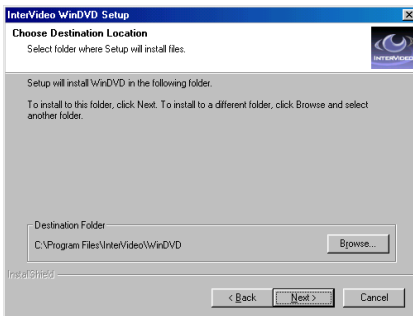 InterVideo WinDVD Setup
Choose Destination Location
Select folder where Setup will install files.
INTERVIDEO
Setup will install WinDVD in the following folder.
To install to this folder, click Next. To install to a different folder, click Browse and select
another folder.
Destination Folder
C:\Program Files\InterVideo\WinDVD
Browse...
InstallShield
< Back
Next >
Cancel